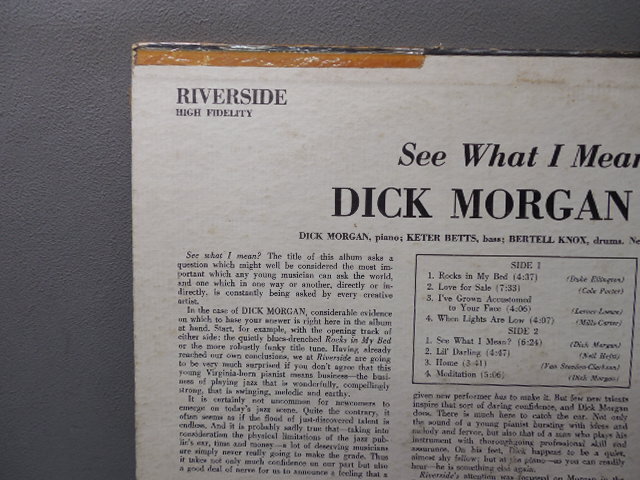 RIVERSIDE
HIGH FIDELITY
See What I Mean
DICK MORGAN
DICK MORGAN, piano; KETER BETTS, bass; BERTELL KNOX, drums. Ne
See what I mean? The title of this album asks a
question which might well be considered the most im-
portant which any young musician can ask the world,
and one which in one way or another, directly or in-
directly, is constantly being asked by every creative
artist.
In the case of DICK MORGAN, considerable evidence
on which to base your answer is right here in the album
at hand. Start, for example, with the opening track of
either side: the quietly blues-drenched Rocks in My Bed
or the more robustly funky title tune. Having already
reached our own conclusions, we at Riverside are going
to be very much surprised if you don't agree that this
young Virginia-born pianist means business—the busi-
ness of playing jazz that is wonderfully, compellingly
strong, that is swinging, melodic and earthy.
It is certainly not uncommon for newcomers to
emerge on today's jazz scene. Quite the contrary, it
often seems as if the flood of just-discovered talent is
endless. And it is probably sadly true that—taking into
consideration the physical limitations of the jazz pub-
lic's ear, time and money—a lot of deserving musicians
are simply never really going to make the grade. Thus
it takes not only much confidence on our part but also
a good deal of nerve for us to announce a feeling that a
SIDE 1
1. Rocks in My Bed (4:37) (Duke Ellington)
2. Love for Sale (7:33) (Cole Porter)
3. I've Grown Accustomed
to Your Face (4:06) (Lerner-Loewe)
4. When Lights Are Low (4:07) (Mills-Carter)
SIDE 2
1. See What I Mean? (6:24) (Dick Morgan)
2. Lil' Darling (4:47) (Neil Hefti)
3. Home (3:41) (Van Steeden-Clarkson)
4. Meditation (5:06) (Dick Morgan)
given new performer has to make it. But few new talents
inspire that sort of daring confidence, and Dick Morgan
does. There is much here to catch the ear. Not only
the sound of a young pianist bursting with ideas and
melody and fervor, but also that of a man who plays his
instrument with thoroughgoing professional skill and
assurance. On his feet, Dick happens to be a quiet,
almost shy fellow; but at the piano—as you can readily
hour—he is something else again.
Riverside's attention was focused on Morgan in the